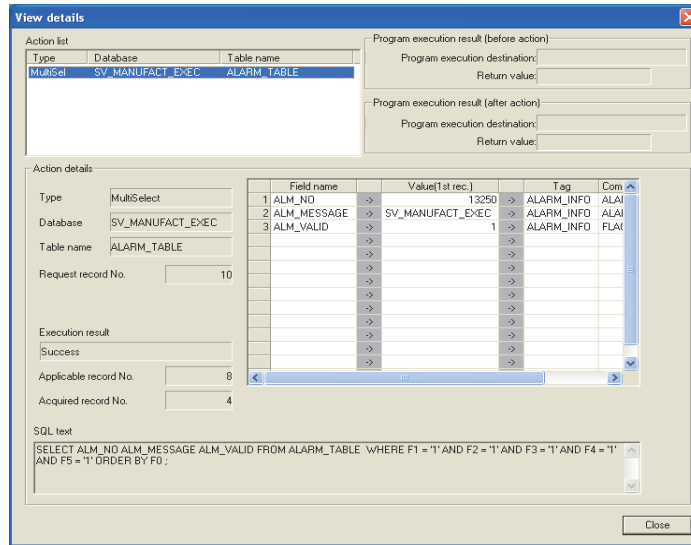 View details
Action list
Type Database Table name
MultiSel SV_MANUFACT_EXEC ALARM_TABLE
Program execution result (before action)
Program execution destination:
Return value:
Program execution result (after action)
Program execution destination:
Return value:
Action details
Type MultiSelect
Database SV_MANUFACT_EXEC
Table name ALARM_TABLE
Request record No. 10
Execution result
Success
Applicable record No. 8
Acquired record No. 4
Field name Value(1st rec.) Tag Com
1 ALM_NO -> 13250 -> ALARM_INFO ALAI
2 ALM_MESSAGE -> SV_MANUFACT_EXEC -> ALARM_INFO ALAI
3 ALM_VALID -> 1 -> ALARM_INFO FLA(
-> ->
-> ->
-> ->
-> ->
-> ->
-> ->
-> ->
-> ->
-> ->
SQL text
SELECT ALM_NO ALM_MESSAGE ALM_VALID FROM ALARM_TABLE WHERE F1 = '1' AND F2 = '1' AND F3 = '1' AND F4 = '1'
AND F5 = '1' ORDER BY F0 ;
Close